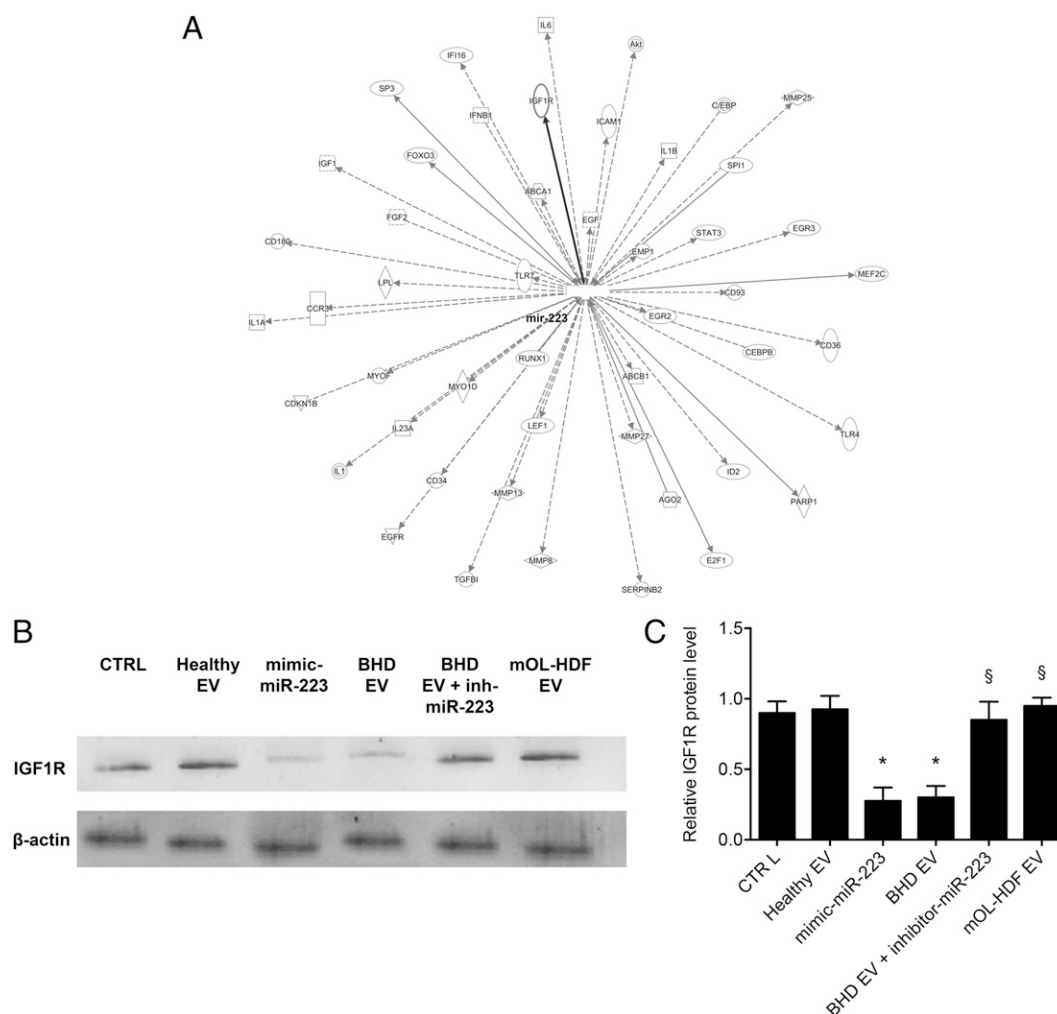 A
IL6
Akt
IFI16
SP3
IGF1R
C/EBP
MMP25
IFNB1
ICAM1
FOXO3
IL1B
SPI1
IGF1
ABCA1
FGF2
EGF
STAT3
EGR3
CD180
EMP1
TLR7
MEF2C
LPL
CD93
CCR3
IL1A
mir-223
EGR2
CD36
RUNX1
CEBPB
MYOF
MYO1D
ABCB1
CDKN1B
IL23A
LEF1
MMP27
TLR4
IL1
CD34
ID2
MMP13
AGO2
PARP1
EGFR
MMP8
E2F1
TGFBI
SERPINB2
B
CTRL
Healthy
EV
mimic-
miR-223
BHD
EV
BHD
EV + inh-
miR-223
mOL-HDF
EV
IGF1R
β-actin
C
Relative IGF1R protein level
1.5
1.0
0.5
0.0
*
*
§
§
CTR L
Healthy EV
mimic-miR-223
BHD EV
BHD EV + inhibitor-miR-223
mOL-HDF EV